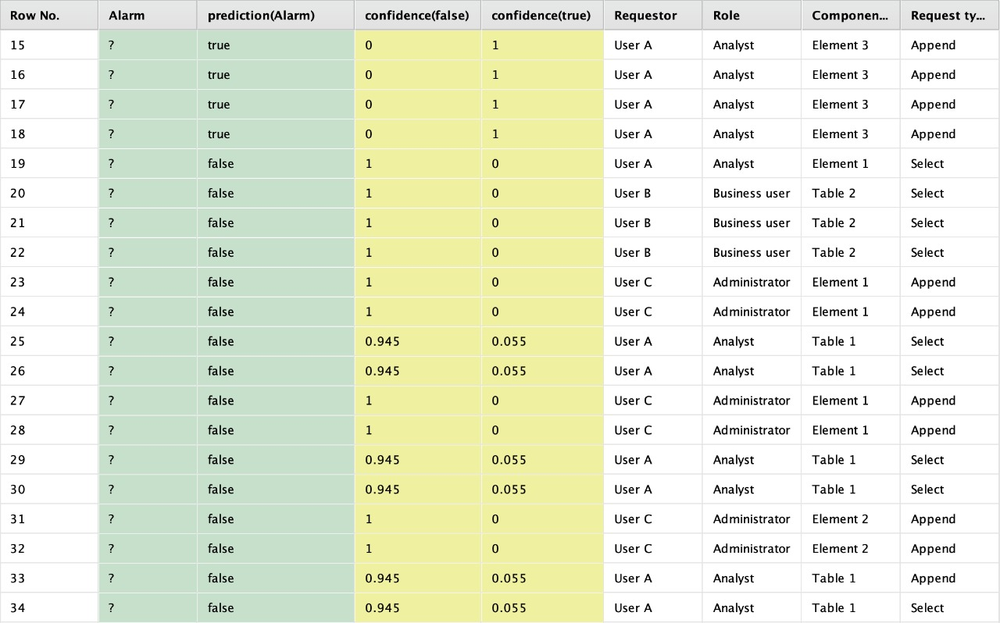 Row No. Alarm prediction(Alarm) confidence(false) confidence(true) Requestor Role Componen... Request ty...
15 ? true 0 1 User A Analyst Element 3 Append
16 ? true 0 1 User A Analyst Element 3 Append
17 ? true 0 1 User A Analyst Element 3 Append
18 ? true 0 1 User A Analyst Element 3 Append
19 ? false 1 0 User A Analyst Element 1 Select
20 ? false 1 0 User B Business user Table 2 Select
21 ? false 1 0 User B Business user Table 2 Select
22 ? false 1 0 User B Business user Table 2 Select
23 ? false 1 0 User C Administrator Element 1 Append
24 ? false 1 0 User C Administrator Element 1 Append
25 ? false 0.945 0.055 User A Analyst Table 1 Select
26 ? false 0.945 0.055 User A Analyst Table 1 Select
27 ? false 1 0 User C Administrator Element 1 Append
28 ? false 1 0 User C Administrator Element 1 Append
29 ? false 0.945 0.055 User A Analyst Table 1 Select
30 ? false 0.945 0.055 User A Analyst Table 1 Select
31 ? false 1 0 User C Administrator Element 2 Append
32 ? false 1 0 User C Administrator Element 2 Append
33 ? false 0.945 0.055 User A Analyst Table 1 Append
34 ? false 0.945 0.055 User A Analyst Table 1 Select